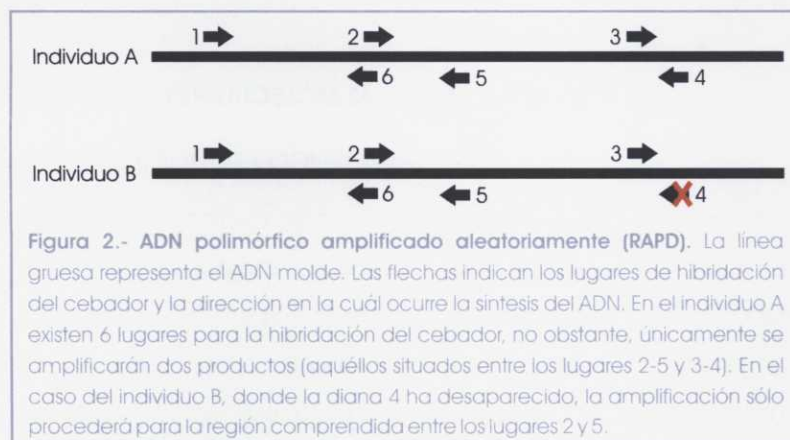 1 2 3
Individuo A
6 5 4
1 2 3
Individuo B
6 5 4
Figura 2.- ADN polimórfico amplificado aleatoriamente (RAPD). La línea
gruesa representa el ADN molde. Las flechas indican los lugares de hibridación
del cebador y la dirección en la cuál ocurre la síntesis del ADN. En el individuo A
existen 6 lugares para la hibridación del cebador, no obstante, únicamente se
amplificarán dos productos (aquéllos situados entre los lugares 2-5 y 3-4). En el
caso del individuo B, donde la diana 4 ha desaparecido, la amplificación sólo
procederá para la región comprendida entre los lugares 2 y 5.